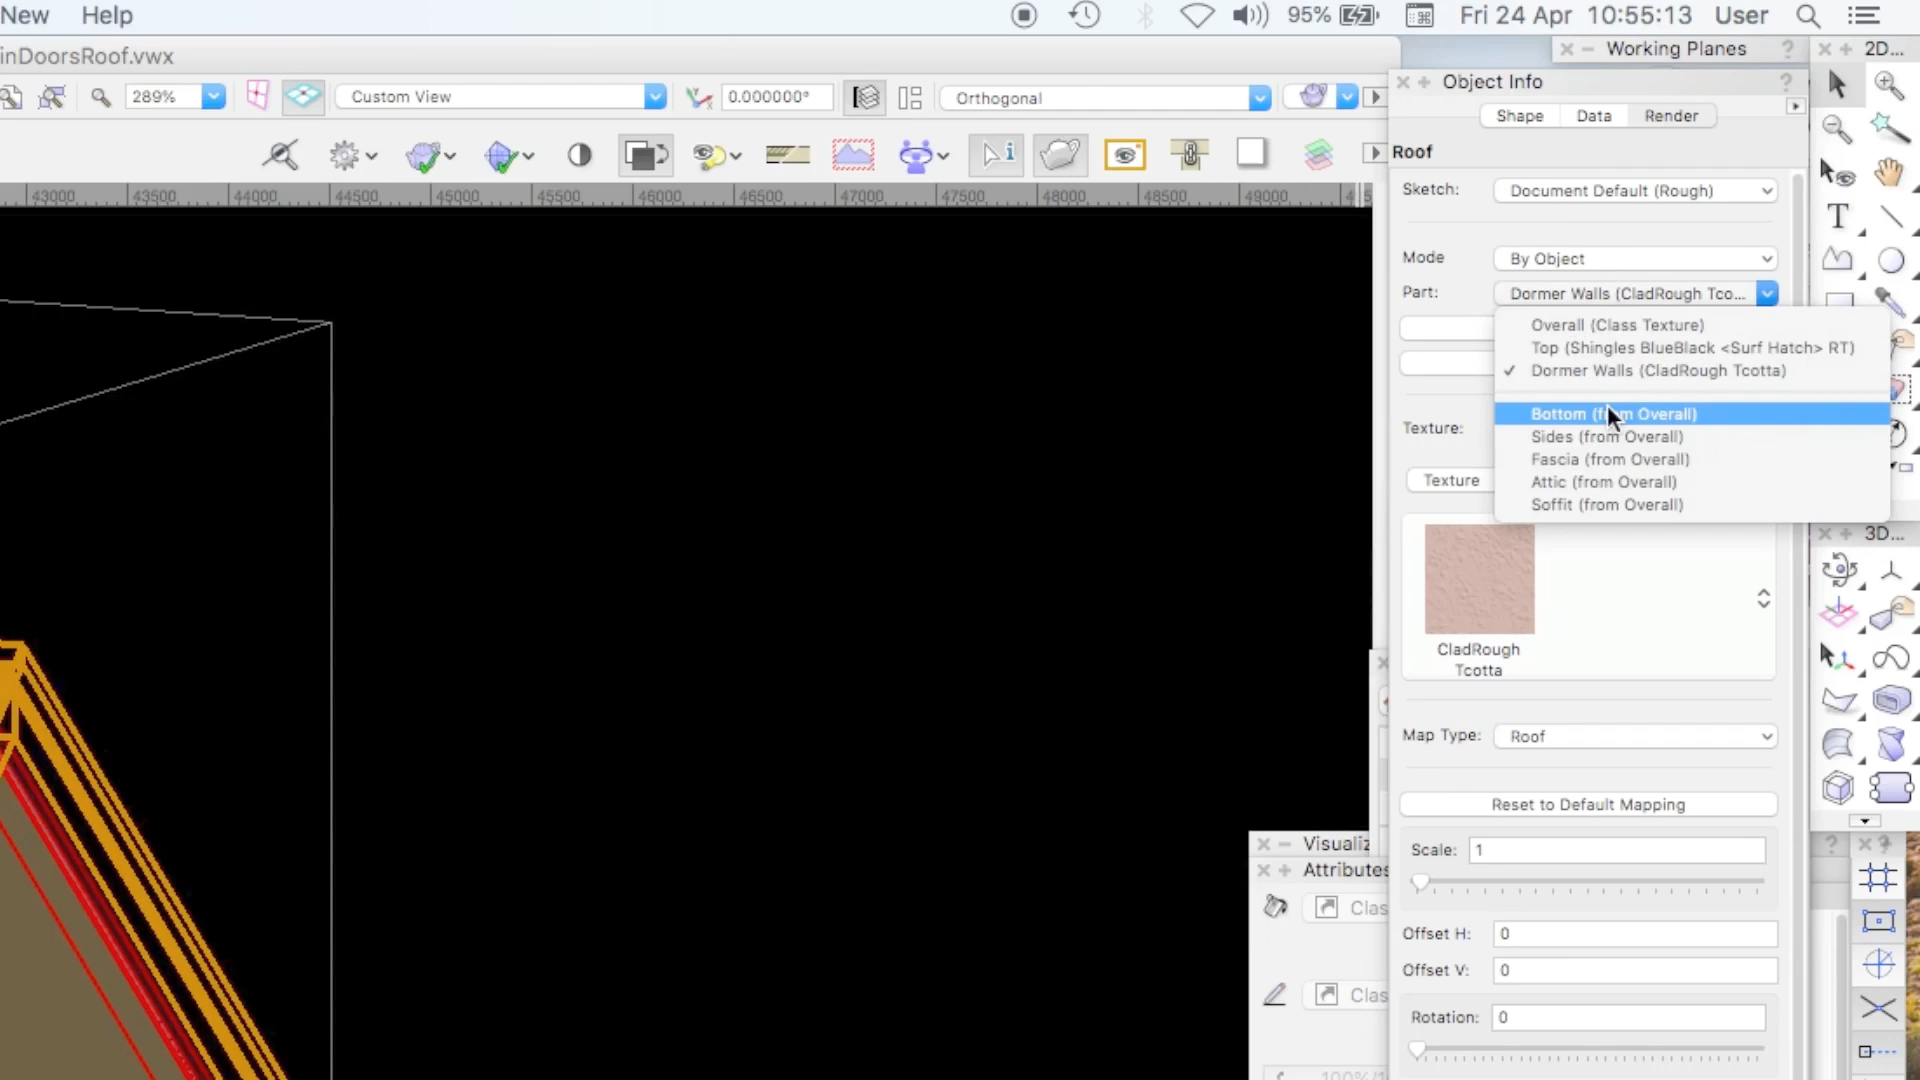 New Help
95% Fri 24 Apr 10:55:13 User
inDoorsRoof.vwx
Working Planes ?
2D...
289%
Custom View
0.000000°
Orthogonal
Object Info ?
Shape Data Render
Roof
43000 43500 44000 44500 45000 45500 46000 46500 47000 47500 48000 48500 49000
Sketch: Document Default (Rough)
Mode By Object
Part: Dormer Walls (CladRough Tco...
Overall (Class Texture)
Top (Shingles BlueBlack <Surf Hatch> RT)
✓ Dormer Walls (CladRough Tcotta)
Bottom (from Overall)
Sides (from Overall)
Fascia (from Overall)
Attic (from Overall)
Soffit (from Overall)
Texture:
Texture
3D...
CladRough
Tcotta
Map Type: Roof
Reset to Default Mapping
Visualiz
Attributes
Scale: 1
Clas
Offset H: 0
Offset V: 0
Clas
Rotation: 0